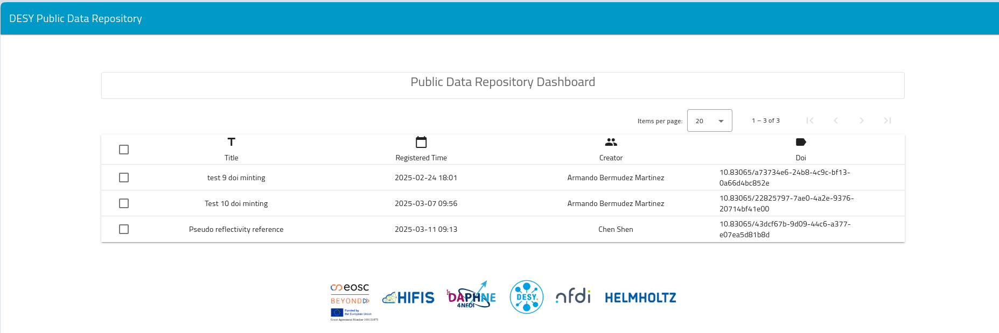 DESY Public Data Repository
Public Data Repository Dashboard
Items per page: 20 1 – 3 of 3
Title Registered Time Creator Doi
test 9 doi minting 2025-02-24 18:01 Armando Bermudez Martinez 10.83065/a73734e6-24b8-4c9c-bf13-
0a66d4bc852e
Test 10 doi minting 2025-03-07 09:56 Armando Bermudez Martinez 10.83065/22825797-7ae0-4a2e-9376-
20714bf41e00
Pseudo reflectivity reference 2025-03-11 09:13 Chen Shen 10.83065/43dcf67b-9d09-44c6-a377-
e07ea5d81b8d
eosc
BEYOND
Funded by
the European Union
Grant Agreement Number 101131875
HIFIS
DAPHNE
4NFDI
DESY.
nfdi
HELMHOLTZ